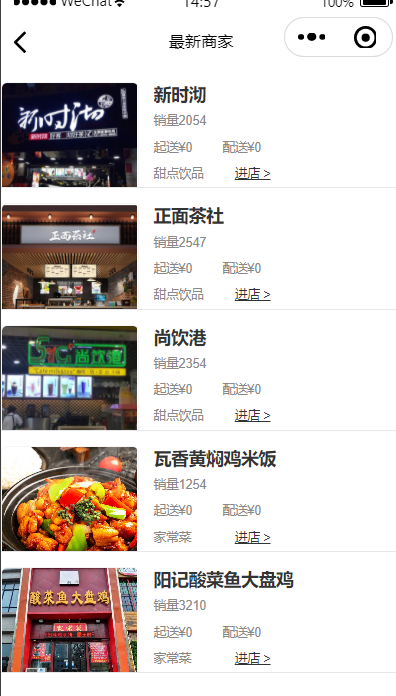 WeChat 14:57 100%
最新商家
新时沏
新时沏
销量2054
起送¥0 配送¥0
甜点饮品 进店 >
正面茶社
正面茶社
销量2547
起送¥0 配送¥0
甜点饮品 进店 >
尚饮港
尚饮港
销量2354
起送¥0 配送¥0
甜点饮品 进店 >
瓦香黄焖鸡米饭
销量1254
起送¥0 配送¥0
家常菜 进店 >
酸菜鱼大盘鸡
阳记酸菜鱼大盘鸡
销量3210
起送¥0 配送¥0
家常菜 进店 >